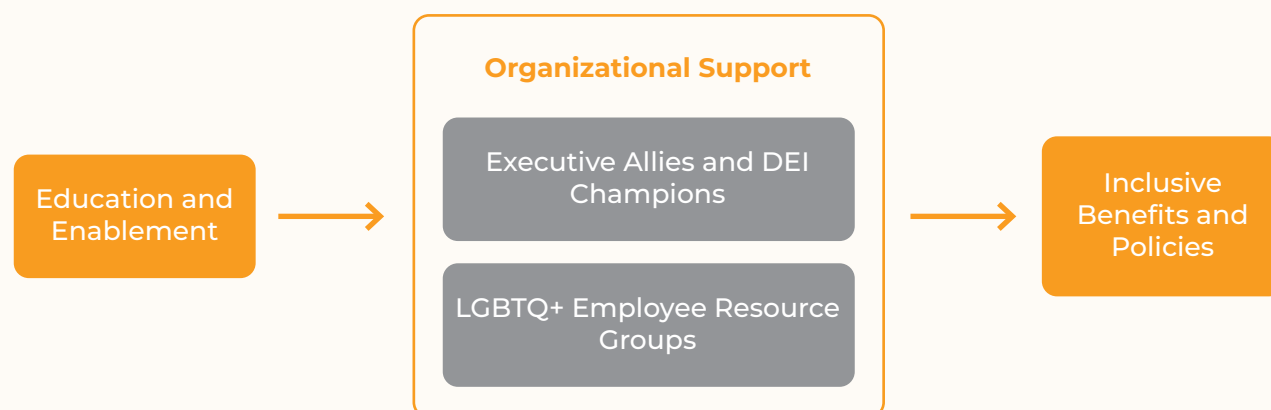 Education and
Enablement
Organizational Support
Executive Allies and DEI
Champions
LGBTQ+ Employee Resource
Groups
Inclusive
Benefits and
Policies